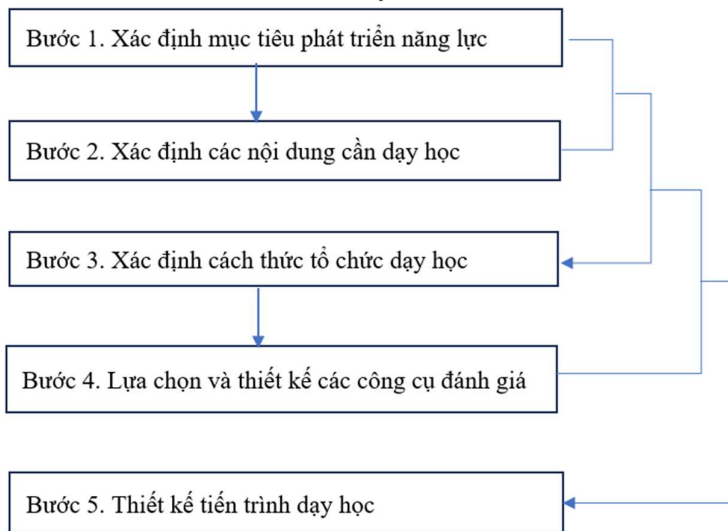 Bước 1. Xác định mục tiêu phát triển năng lực
Bước 2. Xác định các nội dung cần dạy học
Bước 3. Xác định cách thức tổ chức dạy học
Bước 4. Lựa chọn và thiết kế các công cụ đánh giá
Bước 5. Thiết kế tiến trình dạy học